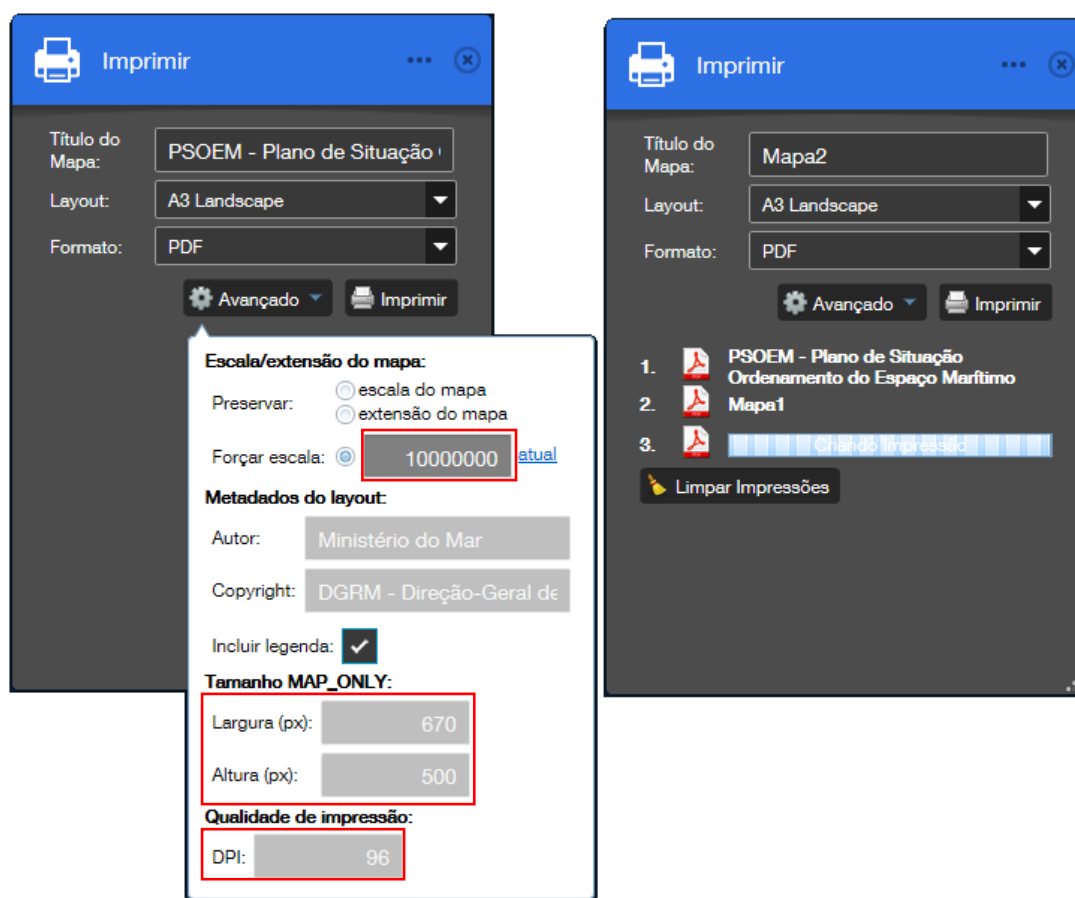 Imprimir
Título do
Mapa:
PSOEM - Plano de Situação
Layout:
A3 Landscape
Formato:
PDF
Avançado
Imprimir
Escala/extensão do mapa:
Preservar:
escala do mapa
extensão do mapa
Forçar escala:
10000000
atual
Metadados do layout:
Autor:
Ministério do Mar
Copyright:
DGRM - Direção-Geral de
Incluir legenda:
Tamanho MAP_ONLY:
Largura (px):
670
Altura (px):
500
Qualidade de impressão:
DPI:
96
Imprimir
Título do
Mapa:
Mapa2
Layout:
A3 Landscape
Formato:
PDF
Avançado
Imprimir
1. PSOEM - Plano de Situação
Ordenamento do Espaço Marítimo
2. Mapa1
3. Criando Impressão
Limpar Impressões